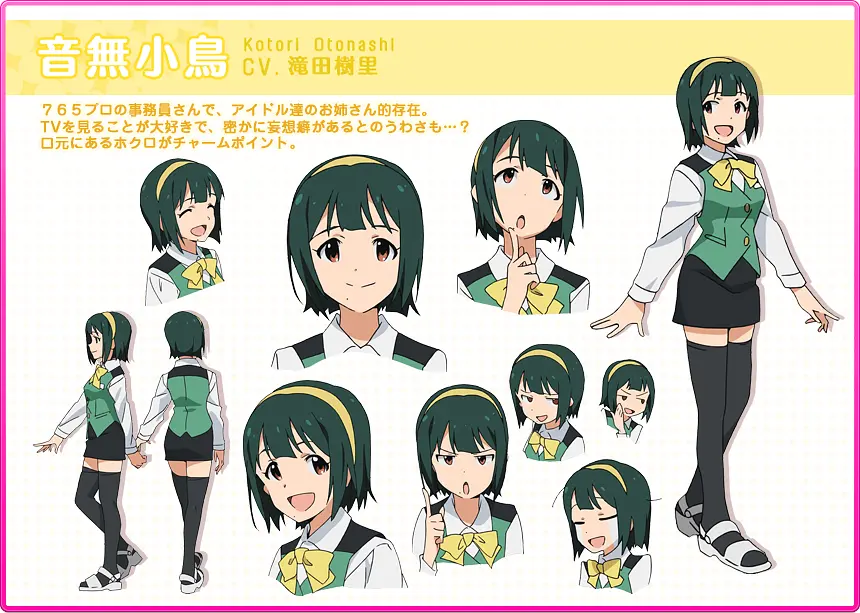 音無小鳥
Kotori Otonashi
CV. 滝田樹里
765プロの事務員さんで、アイドル達のお姉さん的存在。
TVを見ることが大好きで、密かに妄想癖があるとのうわさも…？
口元にあるホクロがチャームポイント。